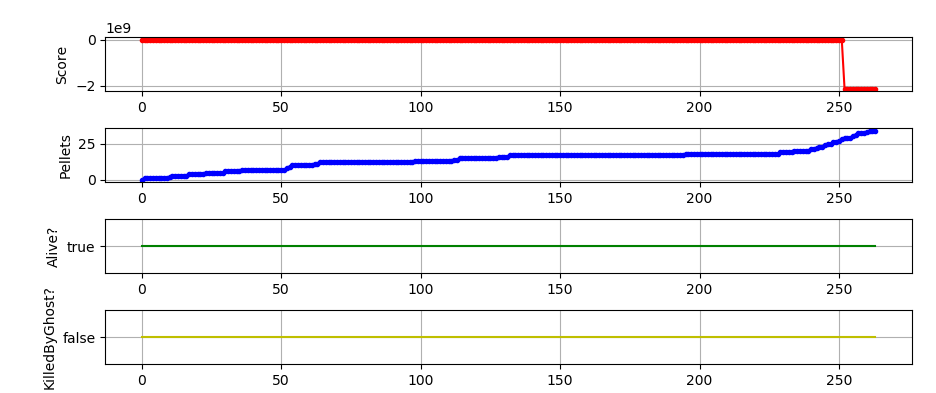 1e9
Score
0
−2
0 50 100 150 200 250
Pellets
25
0
0 50 100 150 200 250
Alive?
true
0 50 100 150 200 250
KilledByGhost?
false
0 50 100 150 200 250